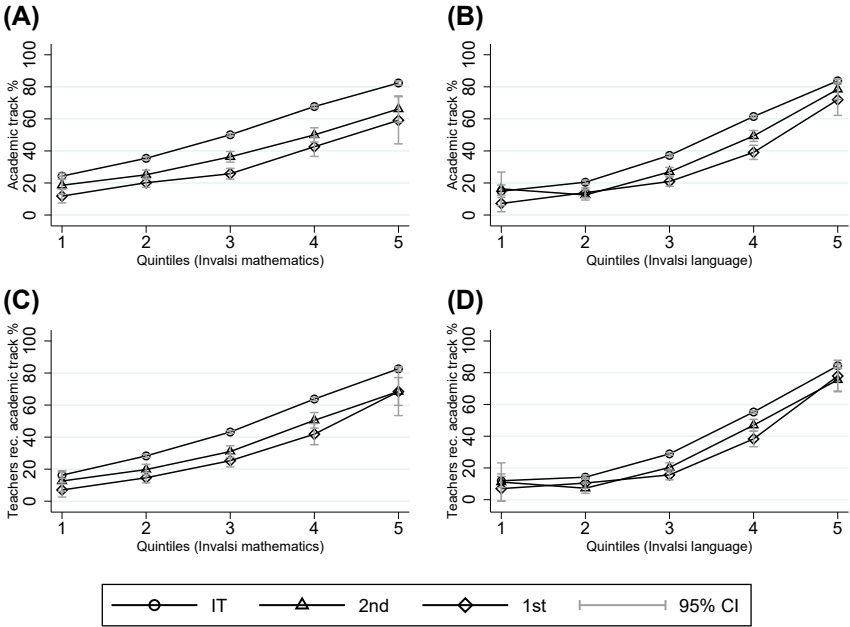 (A)
Academic track %
0 20 40 60 80 100
1 2 3 4 5
Quintiles (Invalsi mathematics)
(B)
Academic track %
0 20 40 60 80 100
1 2 3 4 5
Quintiles (Invalsi language)
(C)
Teachers rec. academic track %
0 20 40 60 80 100
1 2 3 4 5
Quintiles (Invalsi mathematics)
(D)
Teachers rec. academic track %
0 20 40 60 80 100
1 2 3 4 5
Quintiles (Invalsi language)
IT 2nd 1st 95% CI